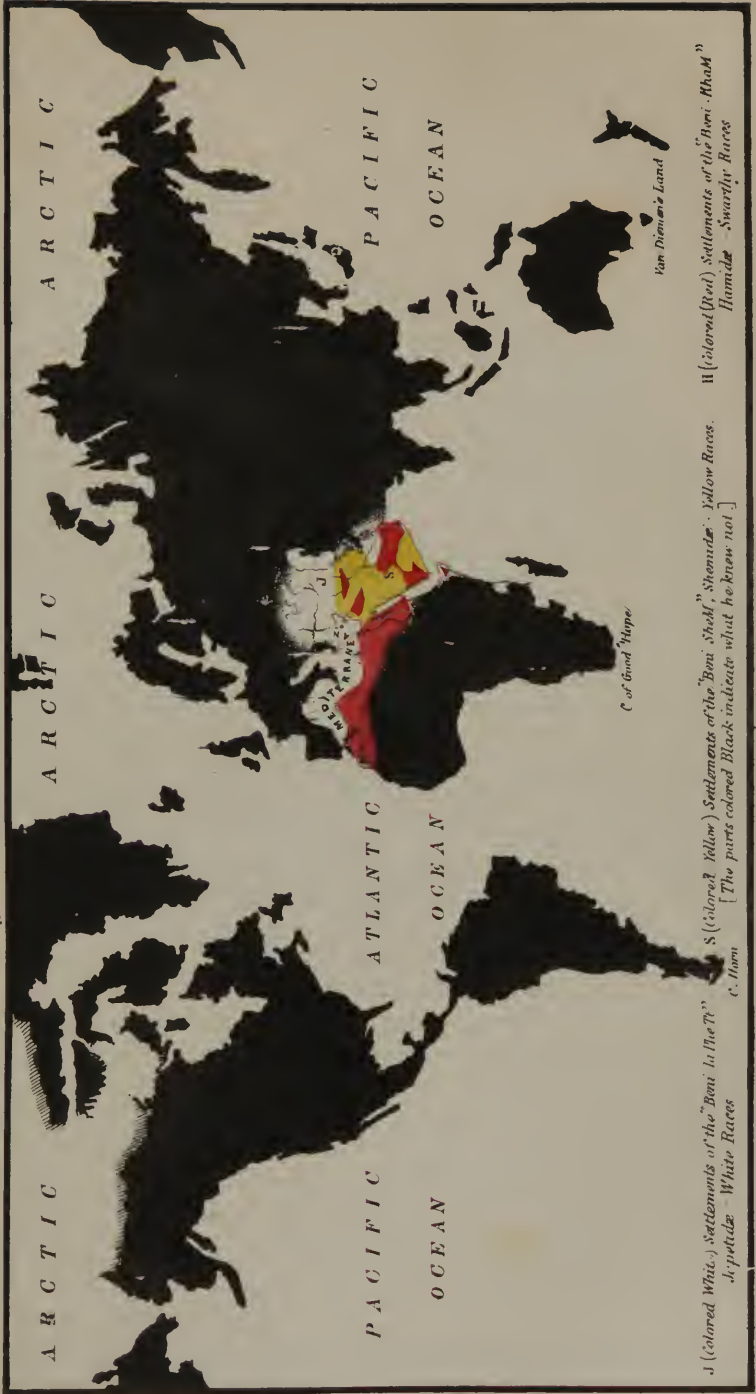 ARCTIC
ARCTIC
ARCTIC
PACIFIC
OCEAN
ATLANTIC
OCEAN
PACIFIC
OCEAN
MEDITERRANEAN
J
S
C. of Good Hope
Van Diemen's Land
C. Horn
J (Colored White) Settlements of the "Beni
Japetidæ - White Races
S (Colored Yellow) Settlements of the "Beni SheM", Shemidæ - Yellow Races.
[The parts colored Black indicate what he knew not.]
H (Colored (Red) Settlements of the "Beni - KhaM"
Hamidæ - Swarthy Races